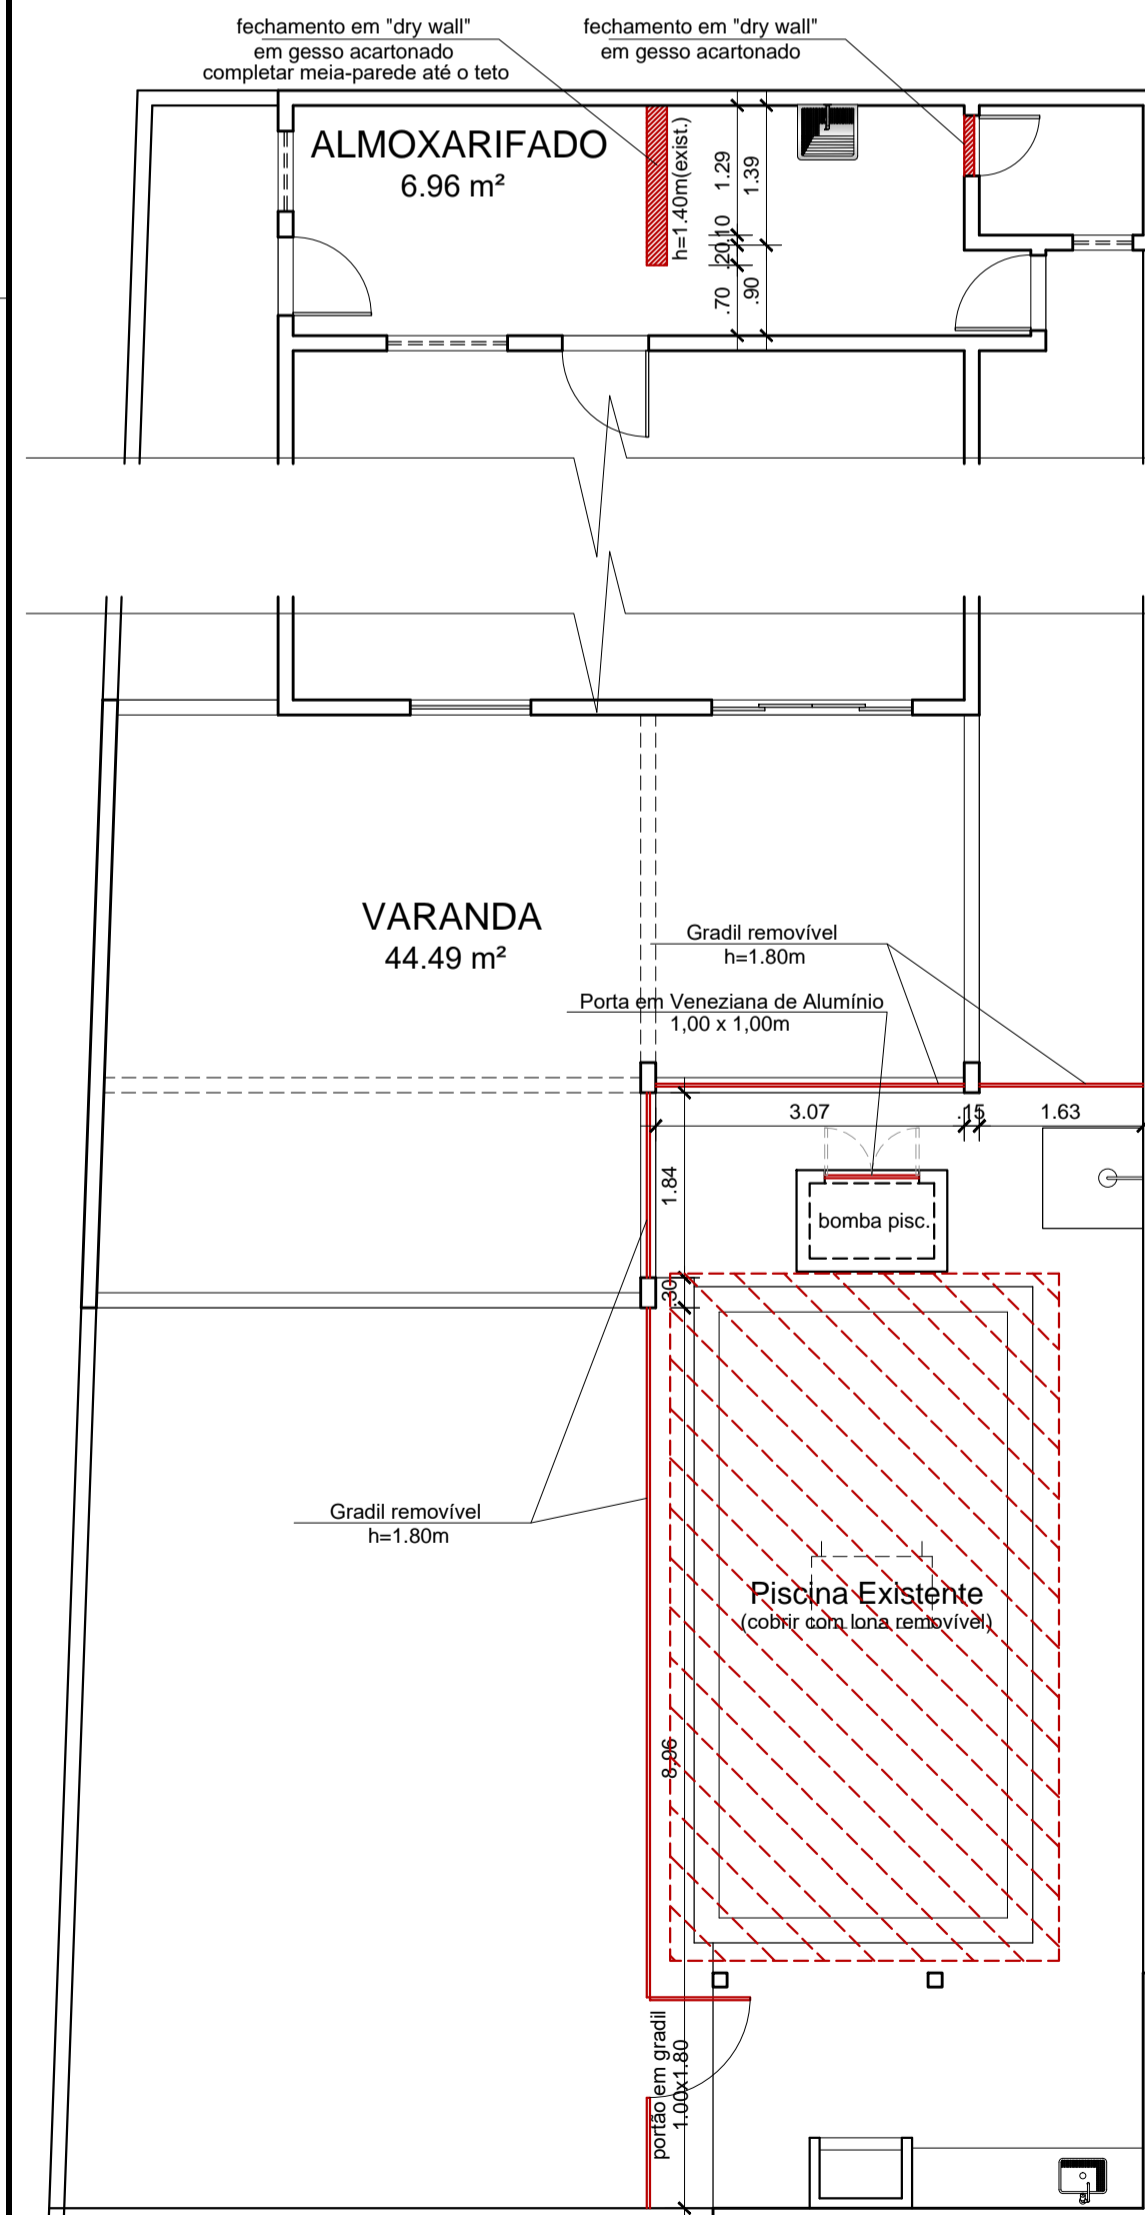 fechamento em "dry wall"
em gesso acartonado
completar meia-parede até o teto
fechamento em "dry wall"
em gesso acartonado
ALMOXARIFADO
6.96 m²
h=1.40m(exist.)
1.29
1.39
.10
.20
.70
.90
VARANDA
44.49 m²
Gradil removível
h=1.80m
Porta em Veneziana de Alumínio
1,00 x 1,00m
3.07
.15
1.63
1.84
bomba pisc.
.30
Gradil removível
h=1.80m
Piscina Existente
(cobrir com lona removível)
8.96
portão em gradil
1.00x1.80